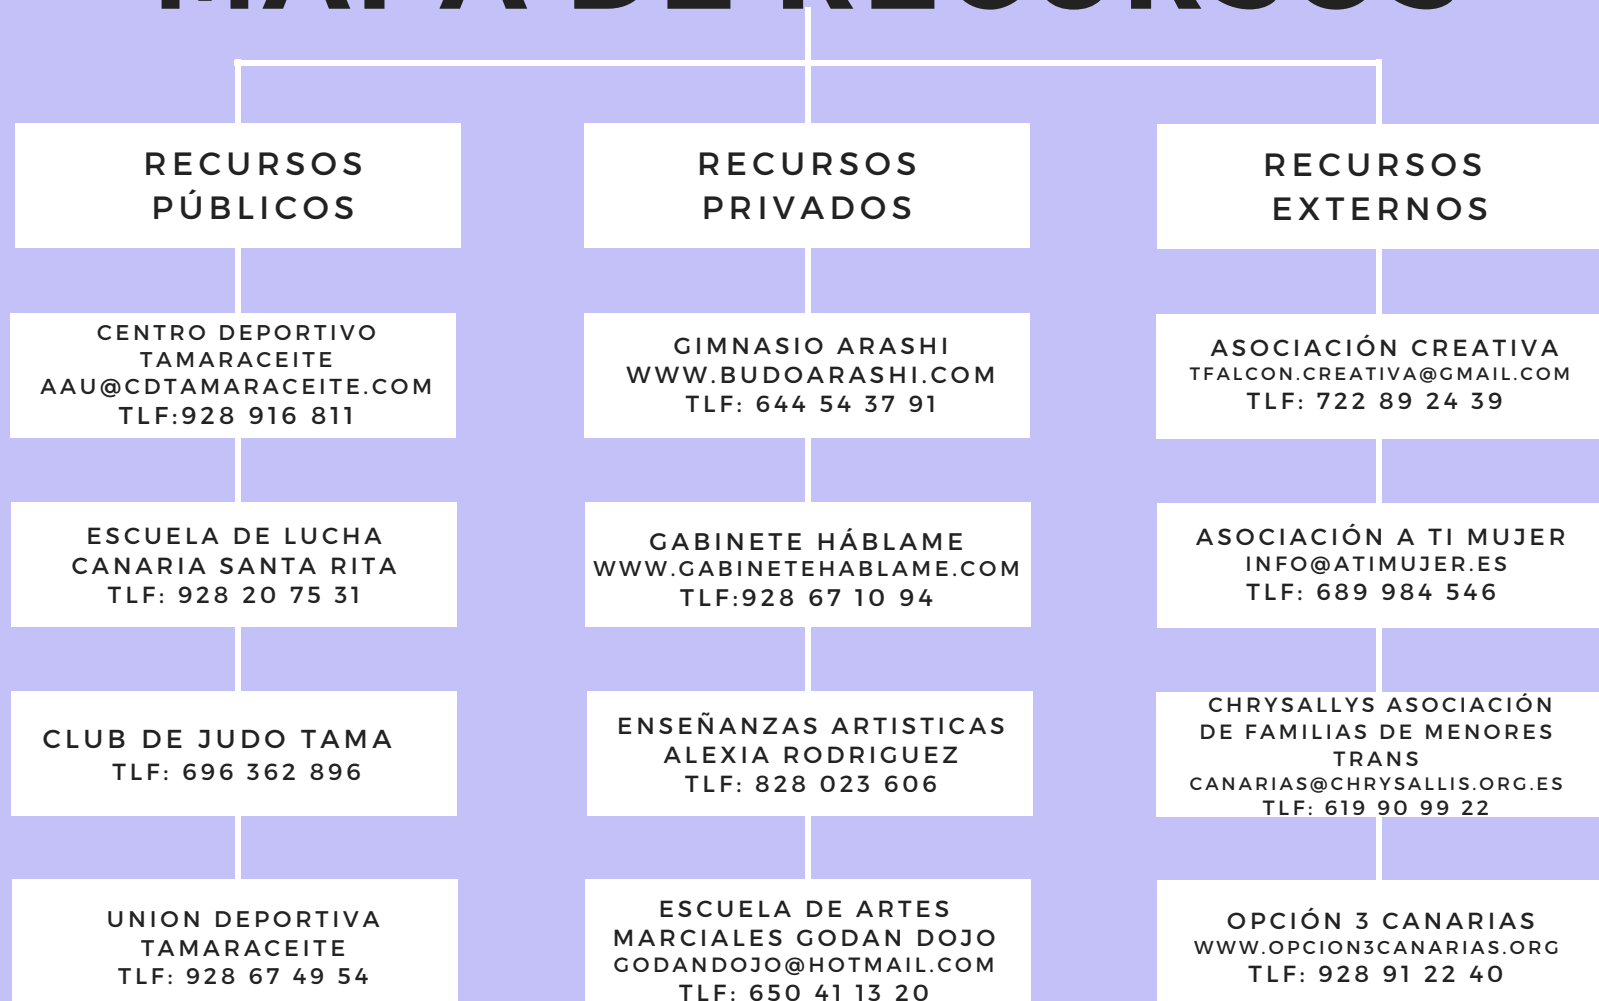 MAPA DE RECURSOS
RECURSOS
PÚBLICOS
CENTRO DEPORTIVO
TAMARACEITE
AAU@CDTAMARACEITE.COM
TLF:928 916 811
ESCUELA DE LUCHA
CANARIA SANTA RITA
TLF: 928 20 75 31
CLUB DE JUDO TAMA
TLF: 696 362 896
UNION DEPORTIVA
TAMARACEITE
TLF: 928 67 49 54
RECURSOS
PRIVADOS
GIMNASIO ARASHI
WWW.BUDOARASHI.COM
TLF: 644 54 37 91
GABINETE HÁBLAME
WWW.GABINETEHABLAME.COM
TLF:928 67 10 94
ENSEÑANZAS ARTISTICAS
ALEXIA RODRIGUEZ
TLF: 828 023 606
ESCUELA DE ARTES
MARCIALES GODAN DOJO
GODANDOJO@HOTMAIL.COM
TLF: 650 41 13 20
RECURSOS
EXTERNOS
ASOCIACIÓN CREATIVA
TFALCON.CREATIVA@GMAIL.COM
TLF: 722 89 24 39
ASOCIACIÓN A TI MUJER
INFO@ATIMUJER.ES
TLF: 689 984 546
CHRYSALLYS ASOCIACIÓN
DE FAMILIAS DE MENORES
TRANS
CANARIAS@CHRYSALLIS.ORG.ES
TLF: 619 90 99 22
OPCIÓN 3 CANARIAS
WWW.OPCION3CANARIAS.ORG
TLF: 928 91 22 40